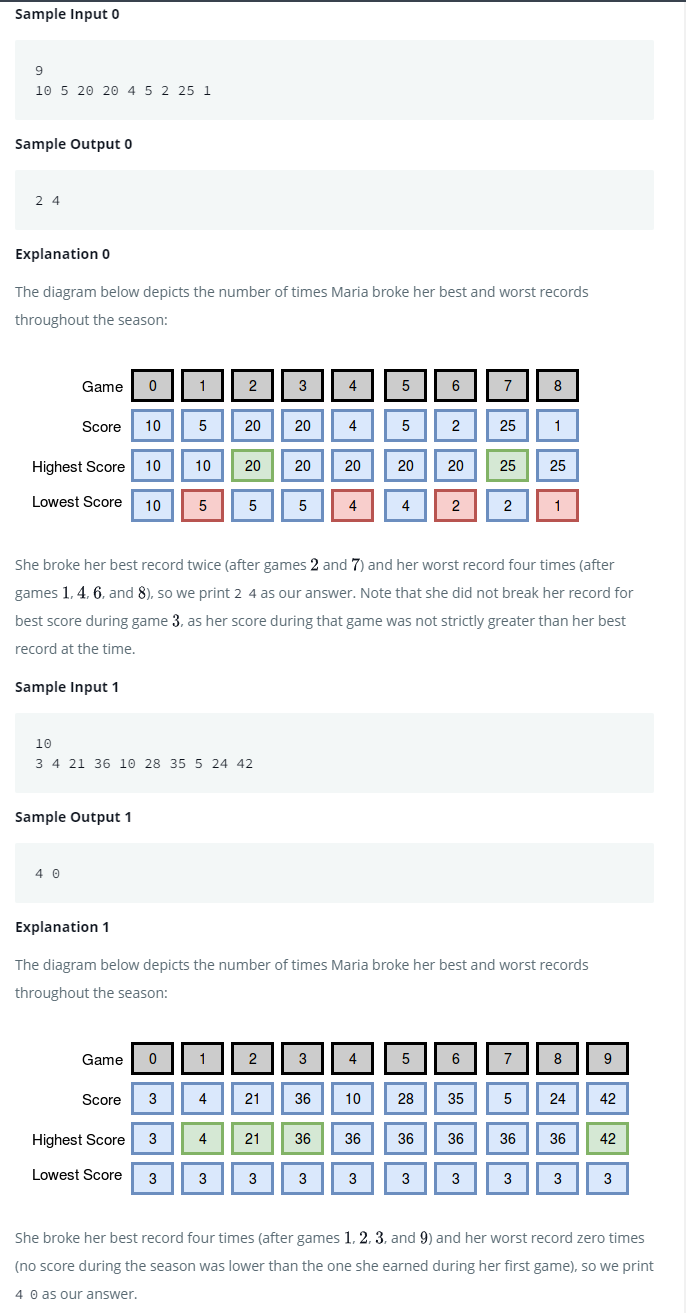 Sample Input 0
9
10 5 20 20 4 5 2 25 1
Sample Output 0
2 4
Explanation 0
The diagram below depicts the number of times Maria broke her best and worst records
throughout the season:
Game 0 1 2 3 4 5 6 7 8
Score 10 5 20 20 4 5 2 25 1
Highest Score 10 10 20 20 20 20 20 25 25
Lowest Score 10 5 5 5 4 4 2 2 1
She broke her best record twice (after games 2 and 7) and her worst record four times (after
games 1, 4, 6, and 8), so we print 2 4 as our answer. Note that she did not break her record for
best score during game 3, as her score during that game was not strictly greater than her best
record at the time.
Sample Input 1
10
3 4 21 36 10 28 35 5 24 42
Sample Output 1
4 0
Explanation 1
The diagram below depicts the number of times Maria broke her best and worst records
throughout the season:
Game 0 1 2 3 4 5 6 7 8 9
Score 3 4 21 36 10 28 35 5 24 42
Highest Score 3 4 21 36 36 36 36 36 36 42
Lowest Score 3 3 3 3 3 3 3 3 3 3
She broke her best record four times (after games 1, 2, 3, and 9) and her worst record zero times
(no score during the season was lower than the one she earned during her first game), so we print
4 0 as our answer.